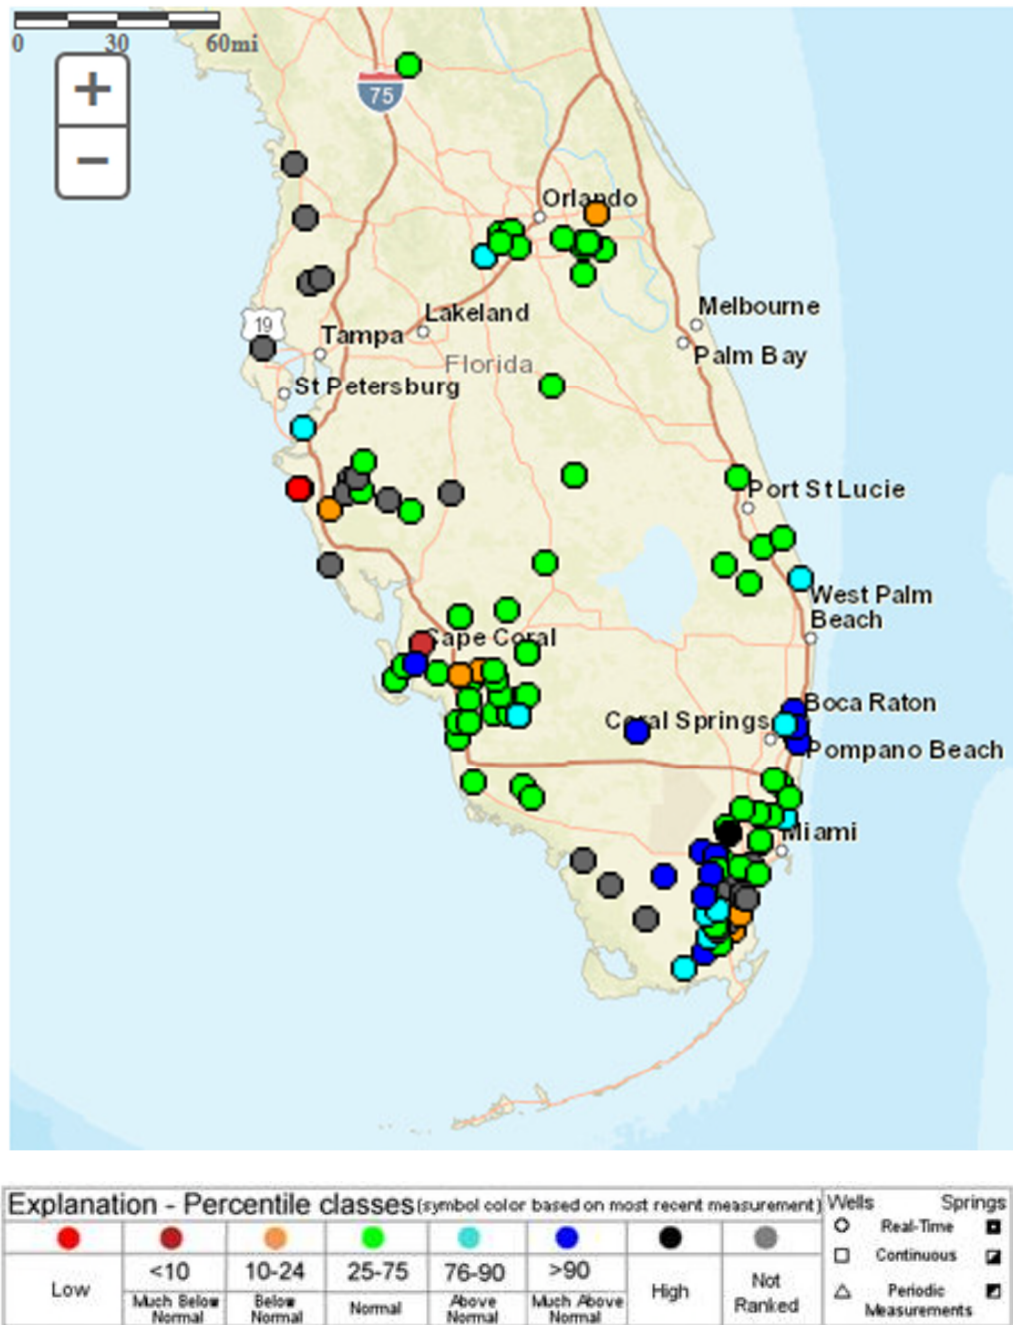 0 30 60mi
+
75
−
Orlando
Melbourne
Lakeland
19
Tampa
Palm Bay
Florida
St Petersburg
Port St Lucie
West Palm
Beach
Cape Coral
Boca Raton
Coral Springs
Pompano Beach
Miami
Explanation - Percentile classes (symbol color based on most recent measurement)
Wells Springs
Real-Time
Continuous
Periodic
Measurements
Low
<10
Much Below
Normal
10-24
Below
Normal
25-75
Normal
76-90
Above
Normal
>90
Much Above
Normal
High
Not
Ranked